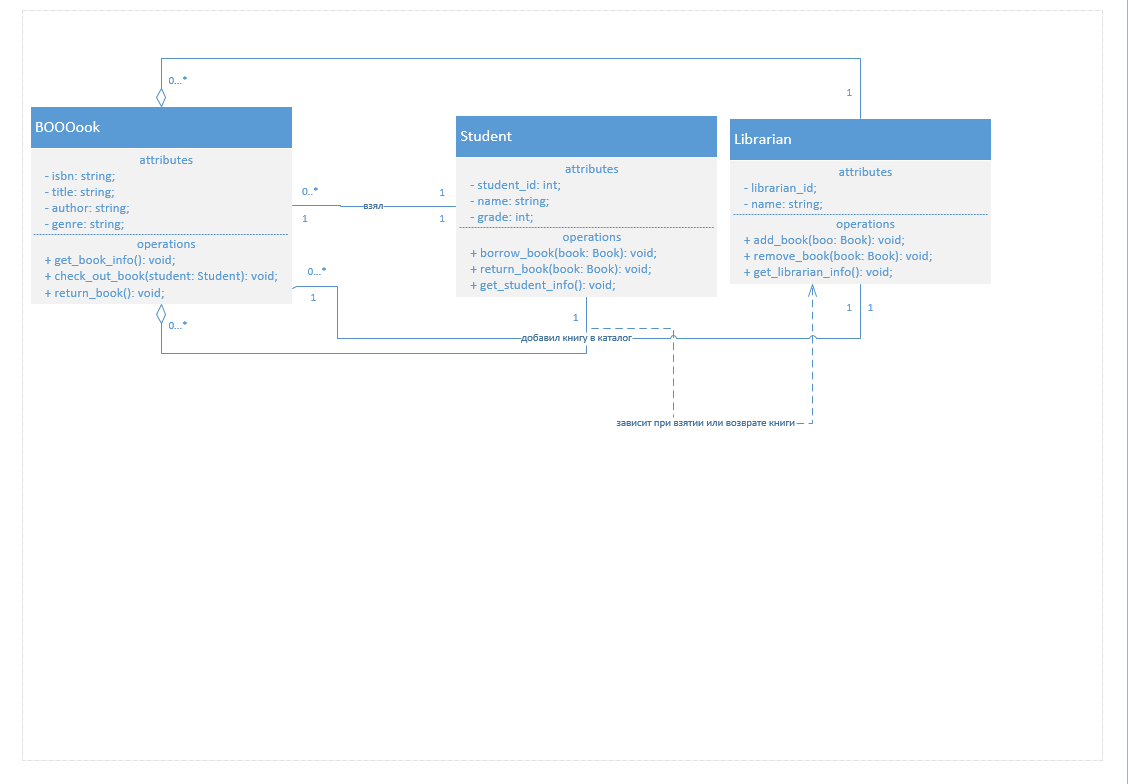 0...*
1
BOOOook
attributes
- isbn: string;
- title: string;
- author: string;
- genre: string;
operations
+ get_book_info(): void;
+ check_out_book(student: Student): void;
+ return_book(): void;
0..*
1
взял
1
1
Student
attributes
- student_id: int;
- name: string;
- grade: int;
operations
+ borrow_book(book: Book): void;
+ return_book(book: Book): void;
+ get_student_info(): void;
Librarian
attributes
- librarian_id;
- name: string;
operations
+ add_book(boo: Book): void;
+ remove_book(book: Book): void;
+ get_librarian_info(): void;
0...*
1
0...*
1
1
1
добавил книгу в каталог
зависит при взятии или возврате книги